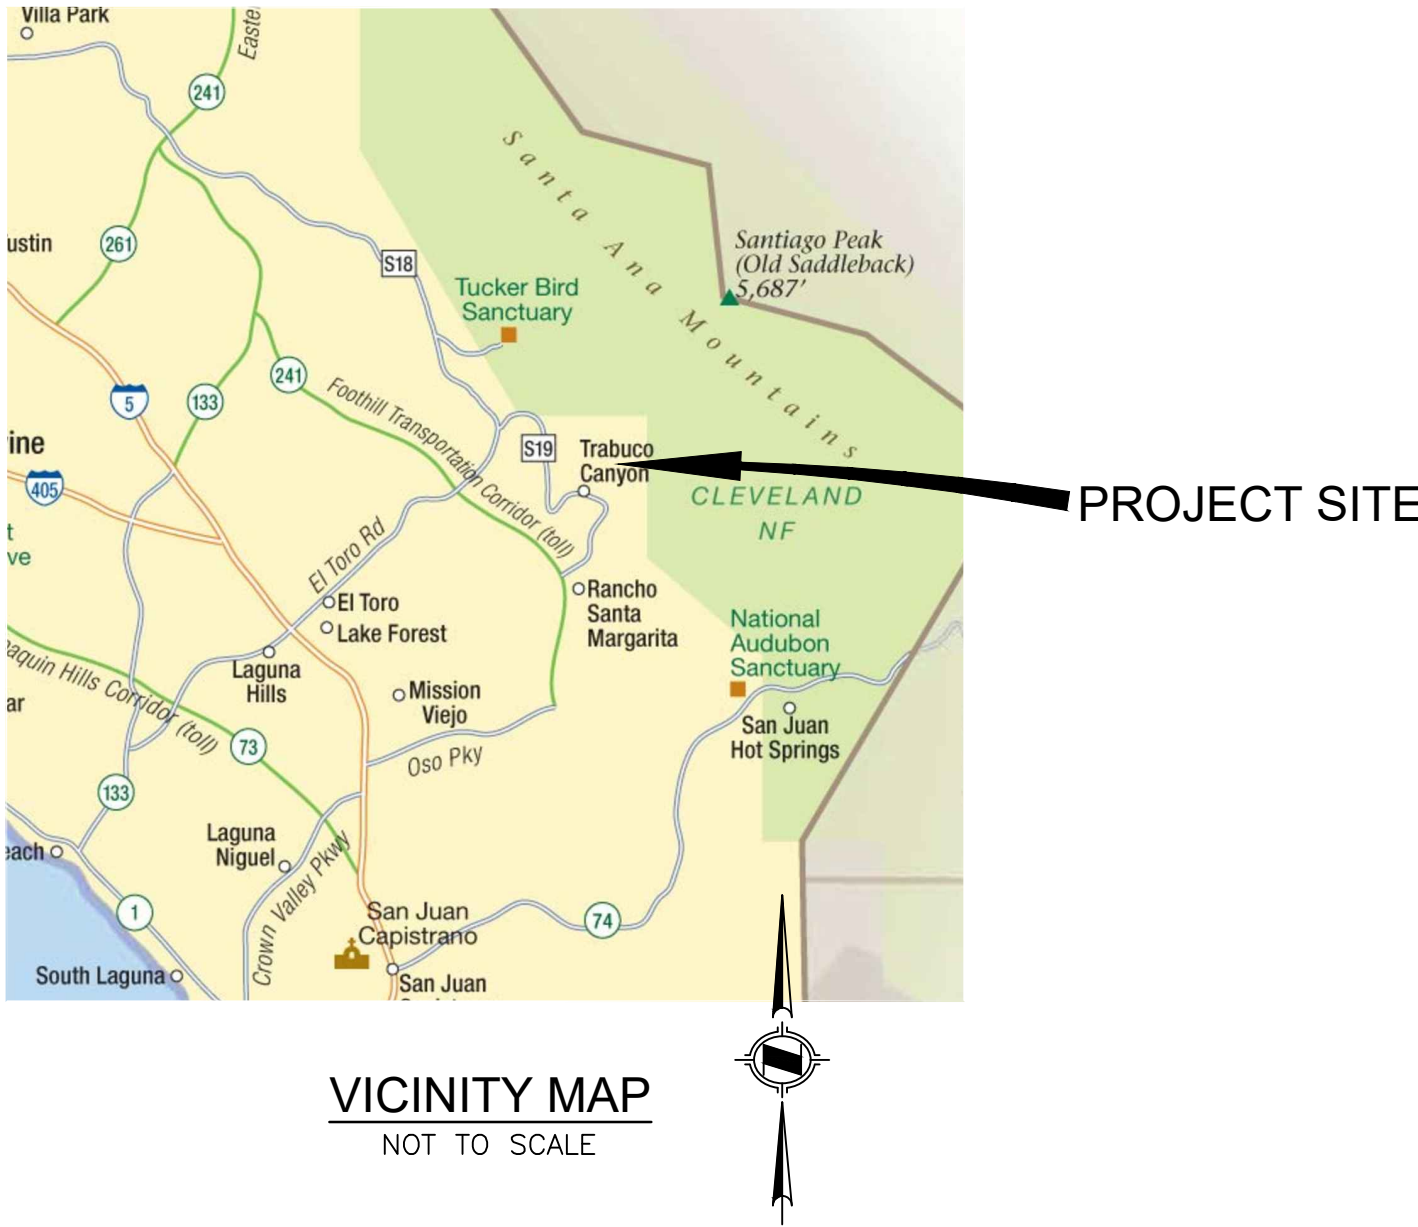 Villa Park
Easte
241
Santa Ana Mountains
ustin
261
S18
Santiago Peak
(Old Saddleback)
5,687'
Tucker Bird
Sanctuary
241
Foothill Transportation Corridor (toll)
5
133
ine
405
S19
Trabuco
Canyon
CLEVELAND
NF
PROJECT SITE
t
ve
El Toro Rd
El Toro
Lake Forest
Rancho
Santa
Margarita
National
Audubon
Sanctuary
Laguna
Hills
Mission
Viejo
San Juan
Hot Springs
aquin Hills Corridor (toll)
ar
73
Oso Pky
133
Laguna
Niguel
each
Crown Valley Pkwy
1
San Juan
Capistrano
74
South Laguna
San Juan
VICINITY MAP
NOT TO SCALE